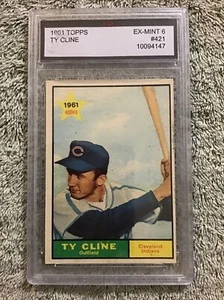 1961 TOPPS
TY CLINE
EX-MINT 6
#421
10094147
1961
TY CLINE
Outfield
Cleveland
Indians